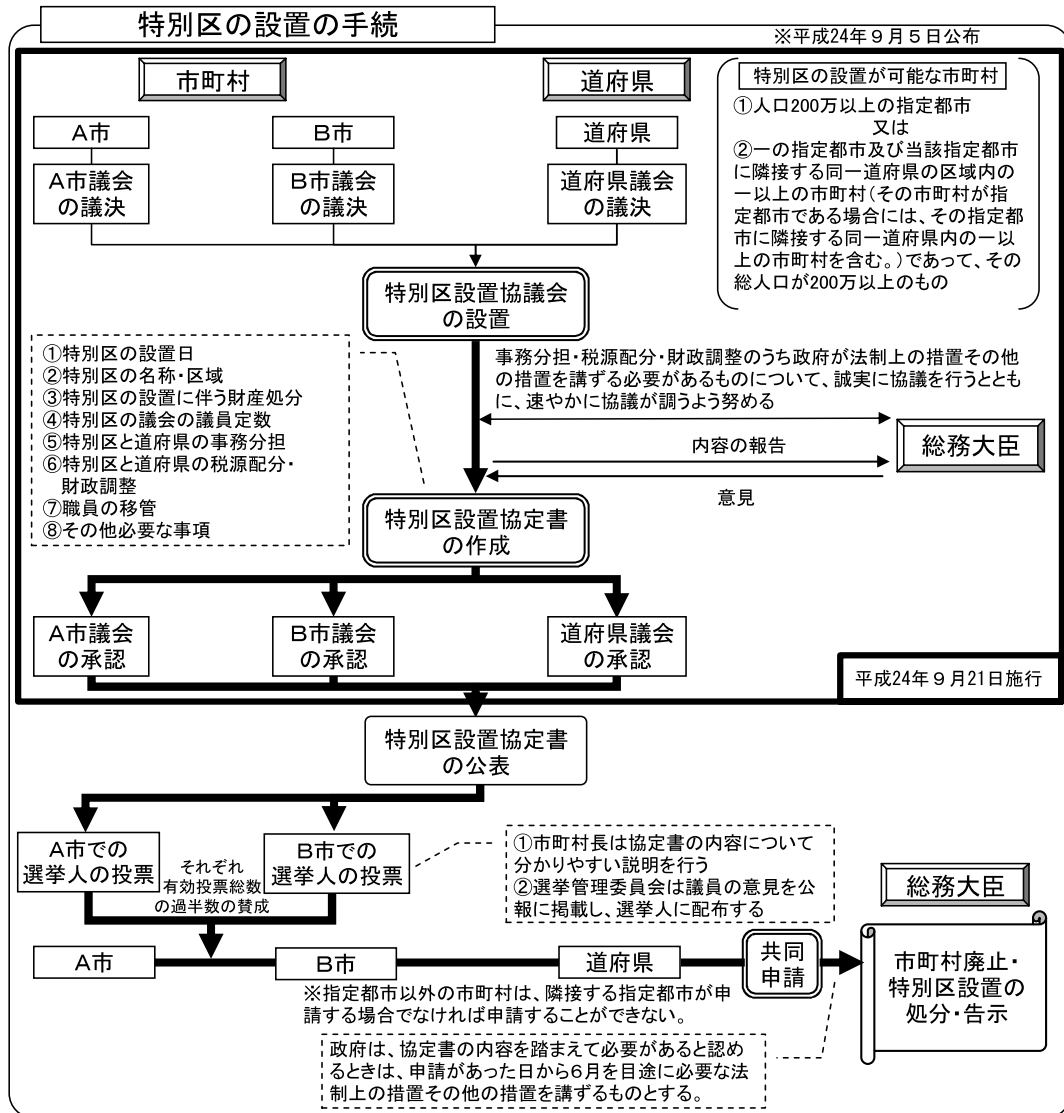 特別区の設置の手続
※平成24年９月５日公布
市町村
道府県
特別区の設置が可能な市町村
①人口200万以上の指定都市
又は
②一の指定都市及び当該指定都市
に隣接する同一道府県の区域内の
一以上の市町村（その市町村が指
定都市である場合には、その指定都
市に隣接する同一道府県内の一以
上の市町村を含む。）であって、その
総人口が200万以上のもの
A市
B市
道府県
A市議会
の議決
B市議会
の議決
道府県議会
の議決
特別区設置協議会
の設置
①特別区の設置日
②特別区の名称・区域
③特別区の設置に伴う財産処分
④特別区の議会の議員定数
⑤特別区と道府県の事務分担
⑥特別区と道府県の税源配分・
財政調整
⑦職員の移管
⑧その他必要な事項
事務分担・税源配分・財政調整のうち政府が法制上の措置その他
の措置を講ずる必要があるものについて、誠実に協議を行うととも
に、速やかに協議が調うよう努める
内容の報告
意見
総務大臣
特別区設置協定書
の作成
A市議会
の承認
B市議会
の承認
道府県議会
の承認
平成24年９月21日施行
特別区設置協定書
の公表
A市での
選挙人の投票
それぞれ
有効投票総数
の過半数の賛成
B市での
選挙人の投票
①市町村長は協定書の内容について
分かりやすい説明を行う
②選挙管理委員会は議員の意見を公
報に掲載し、選挙人に配布する
総務大臣
A市
B市
道府県
共同
申請
市町村廃止・
特別区設置の
処分・告示
※指定都市以外の市町村は、隣接する指定都市が申
請する場合でなければ申請することができない。
政府は、協定書の内容を踏まえて必要があると認め
るときは、申請があった日から６月を目途に必要な法
制上の措置その他の措置を講ずるものとする。